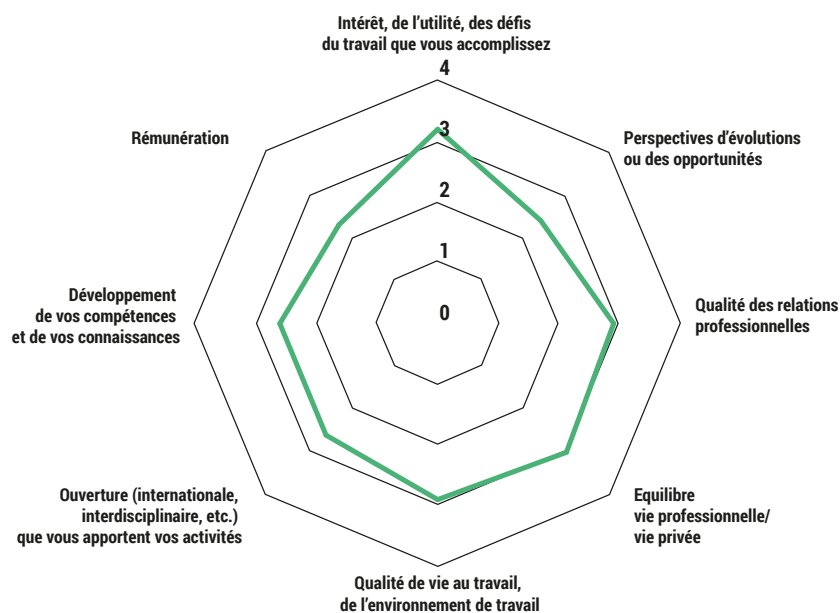 Intérêt, de l’utilité, des défis
du travail que vous accomplissez
4
Rémunération
3
Perspectives d’évolutions
ou des opportunités
2
1
Développement
de vos compétences
et de vos connaissances
0
Qualité des relations
professionnelles
Ouverture (internationale,
interdisciplinaire, etc.)
que vous apportent vos activités
Equilibre
vie professionnelle/
vie privée
Qualité de vie au travail,
de l’environnement de travail